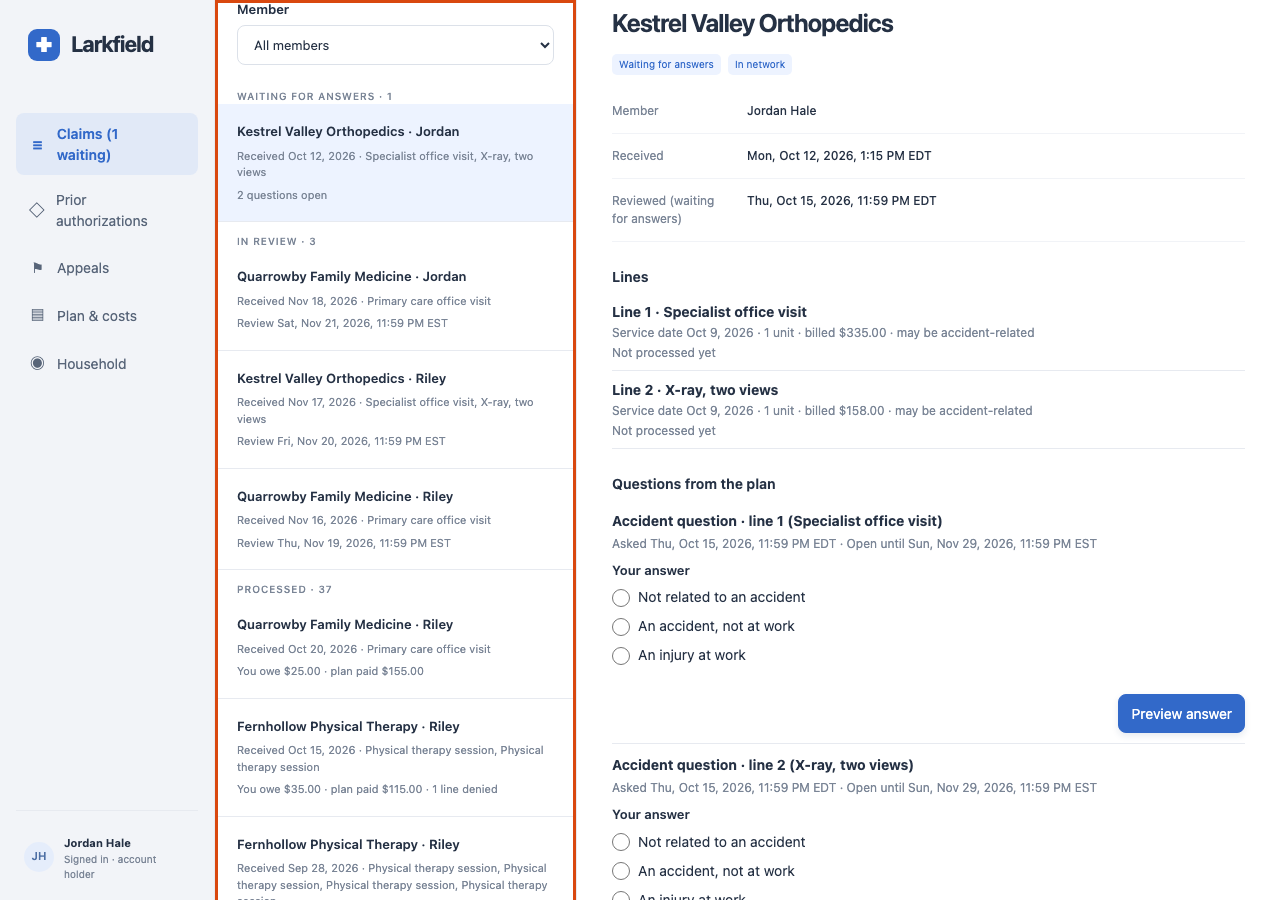 Larkfield
Claims (1
waiting)
Prior
authorizations
Appeals
Plan & costs
Household
JH
Jordan Hale
Signed in · account
holder
Member
All members
WAITING FOR ANSWERS · 1
Kestrel Valley Orthopedics · Jordan
Received Oct 12, 2026 · Specialist office visit, X-ray, two
views
2 questions open
IN REVIEW · 3
Quarrowby Family Medicine · Jordan
Received Nov 18, 2026 · Primary care office visit
Review Sat, Nov 21, 2026, 11:59 PM EST
Kestrel Valley Orthopedics · Riley
Received Nov 17, 2026 · Specialist office visit, X-ray, two
views
Review Fri, Nov 20, 2026, 11:59 PM EST
Quarrowby Family Medicine · Riley
Received Nov 16, 2026 · Primary care office visit
Review Thu, Nov 19, 2026, 11:59 PM EST
PROCESSED · 37
Quarrowby Family Medicine · Riley
Received Oct 20, 2026 · Primary care office visit
You owe $25.00 · plan paid $155.00
Fernhollow Physical Therapy · Riley
Received Oct 15, 2026 · Physical therapy session, Physical
therapy session
You owe $35.00 · plan paid $115.00 · 1 line denied
Fernhollow Physical Therapy · Riley
Received Sep 28, 2026 · Physical therapy session, Physical
therapy session, Physical therapy session, Physical therapy
session
Kestrel Valley Orthopedics
Waiting for answers
In network
Member
Jordan Hale
Received
Mon, Oct 12, 2026, 1:15 PM EDT
Reviewed (waiting
for answers)
Thu, Oct 15, 2026, 11:59 PM EDT
Lines
Line 1 · Specialist office visit
Service date Oct 9, 2026 · 1 unit · billed $335.00 · may be accident-related
Not processed yet
Line 2 · X-ray, two views
Service date Oct 9, 2026 · 1 unit · billed $158.00 · may be accident-related
Not processed yet
Questions from the plan
Accident question · line 1 (Specialist office visit)
Asked Thu, Oct 15, 2026, 11:59 PM EDT · Open until Sun, Nov 29, 2026, 11:59 PM EST
Your answer
Not related to an accident
An accident, not at work
An injury at work
Preview answer
Accident question · line 2 (X-ray, two views)
Asked Thu, Oct 15, 2026, 11:59 PM EDT · Open until Sun, Nov 29, 2026, 11:59 PM EST
Your answer
Not related to an accident
An accident, not at work
An injury at work